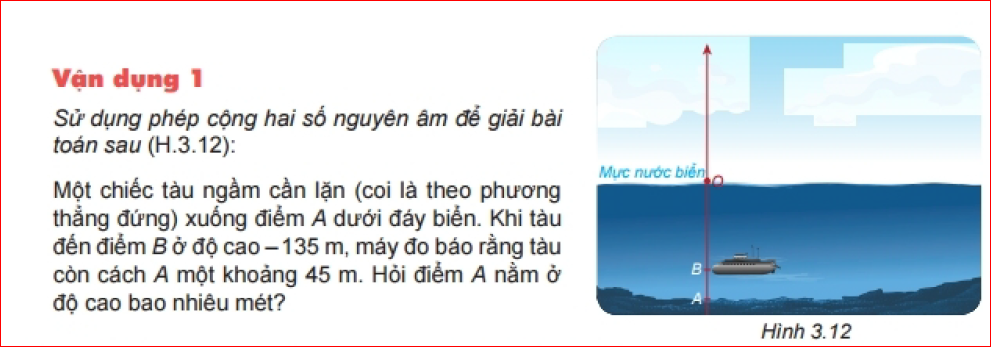 Vận dụng 1
Sử dụng phép cộng hai số nguyên âm để giải bài
toán sau (H.3.12):
Một chiếc tàu ngầm cần lặn (coi là theo phương
thẳng đứng) xuống điểm A dưới đáy biển. Khi tàu
đến điểm B ở độ cao –135 m, máy đo báo rằng tàu
còn cách A một khoảng 45 m. Hỏi điểm A nằm ở
độ cao bao nhiêu mét?
Mực nước biển
O
B
A
Hình 3.12